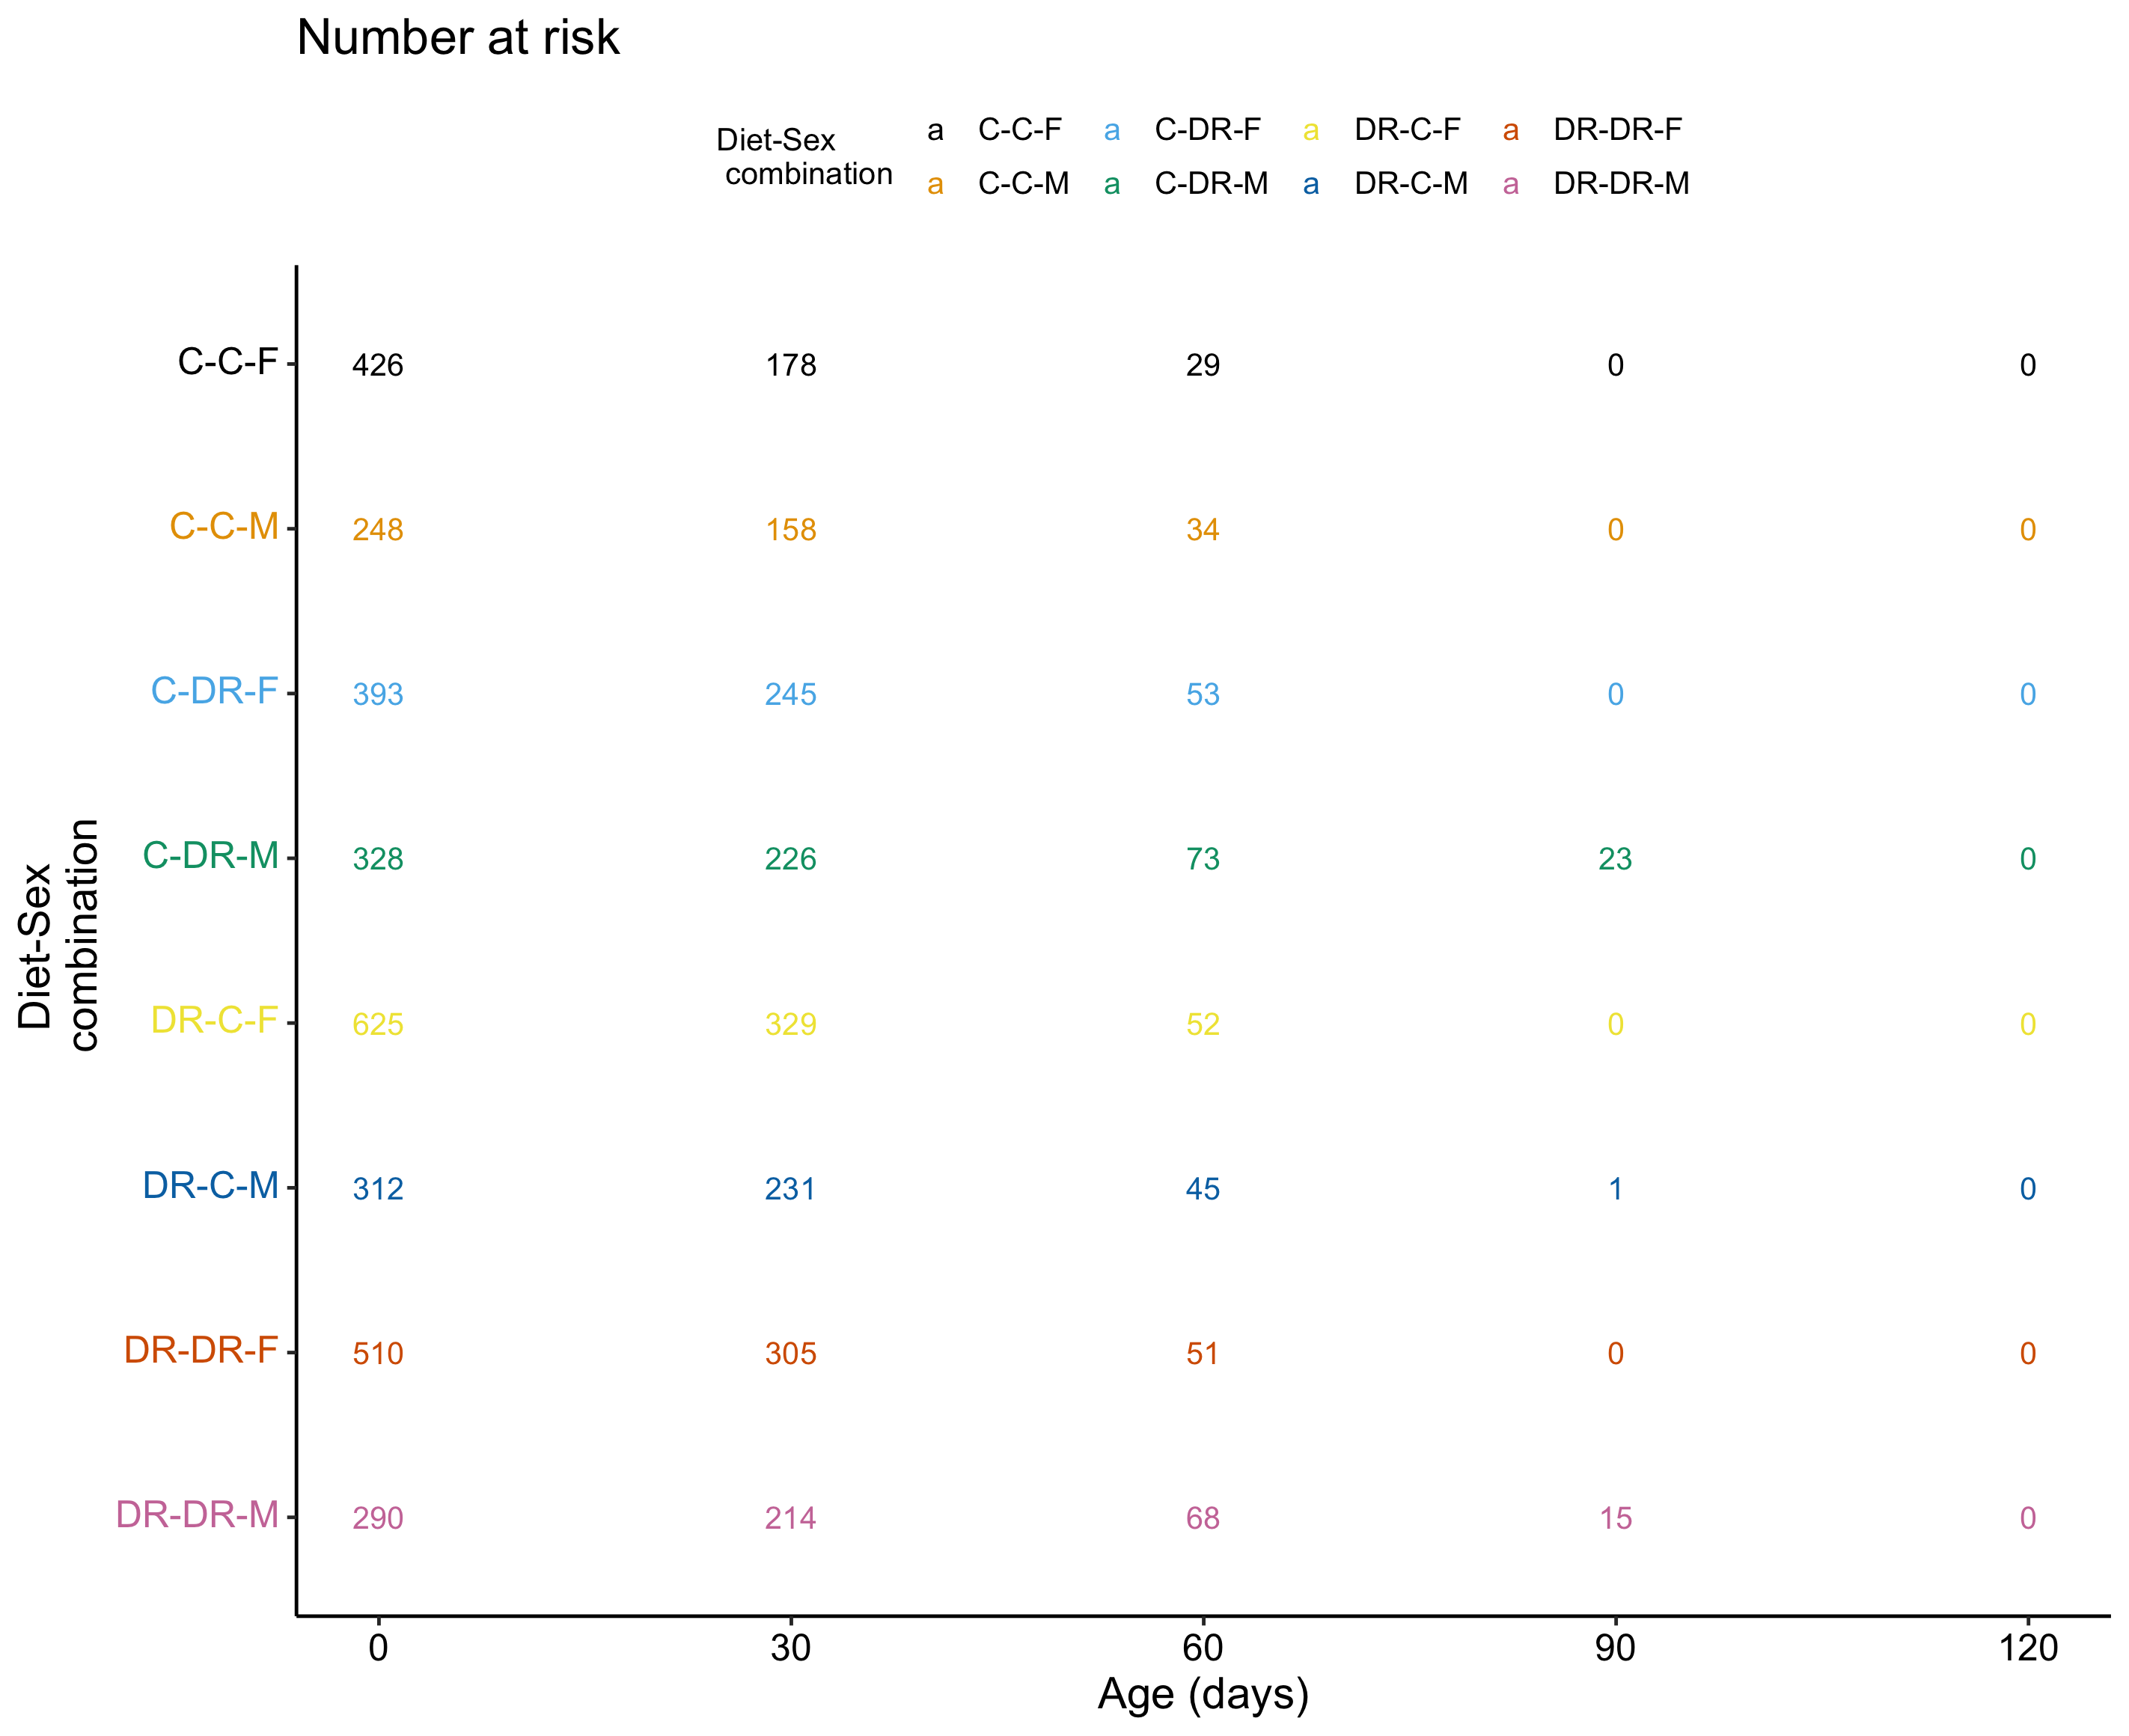 Number at risk
Diet-Sex
combination
a C-C-F a C-DR-F a DR-C-F a DR-DR-F
a C-C-M a C-DR-M a DR-C-M a DR-DR-M
Diet-Sex
combination
C-C-F 426 178 29 0 0
C-C-M 248 158 34 0 0
C-DR-F 393 245 53 0 0
C-DR-M 328 226 73 23 0
DR-C-F 625 329 52 0 0
DR-C-M 312 231 45 1 0
DR-DR-F 510 305 51 0 0
DR-DR-M 290 214 68 15 0
0 30 60 90 120
Age (days)